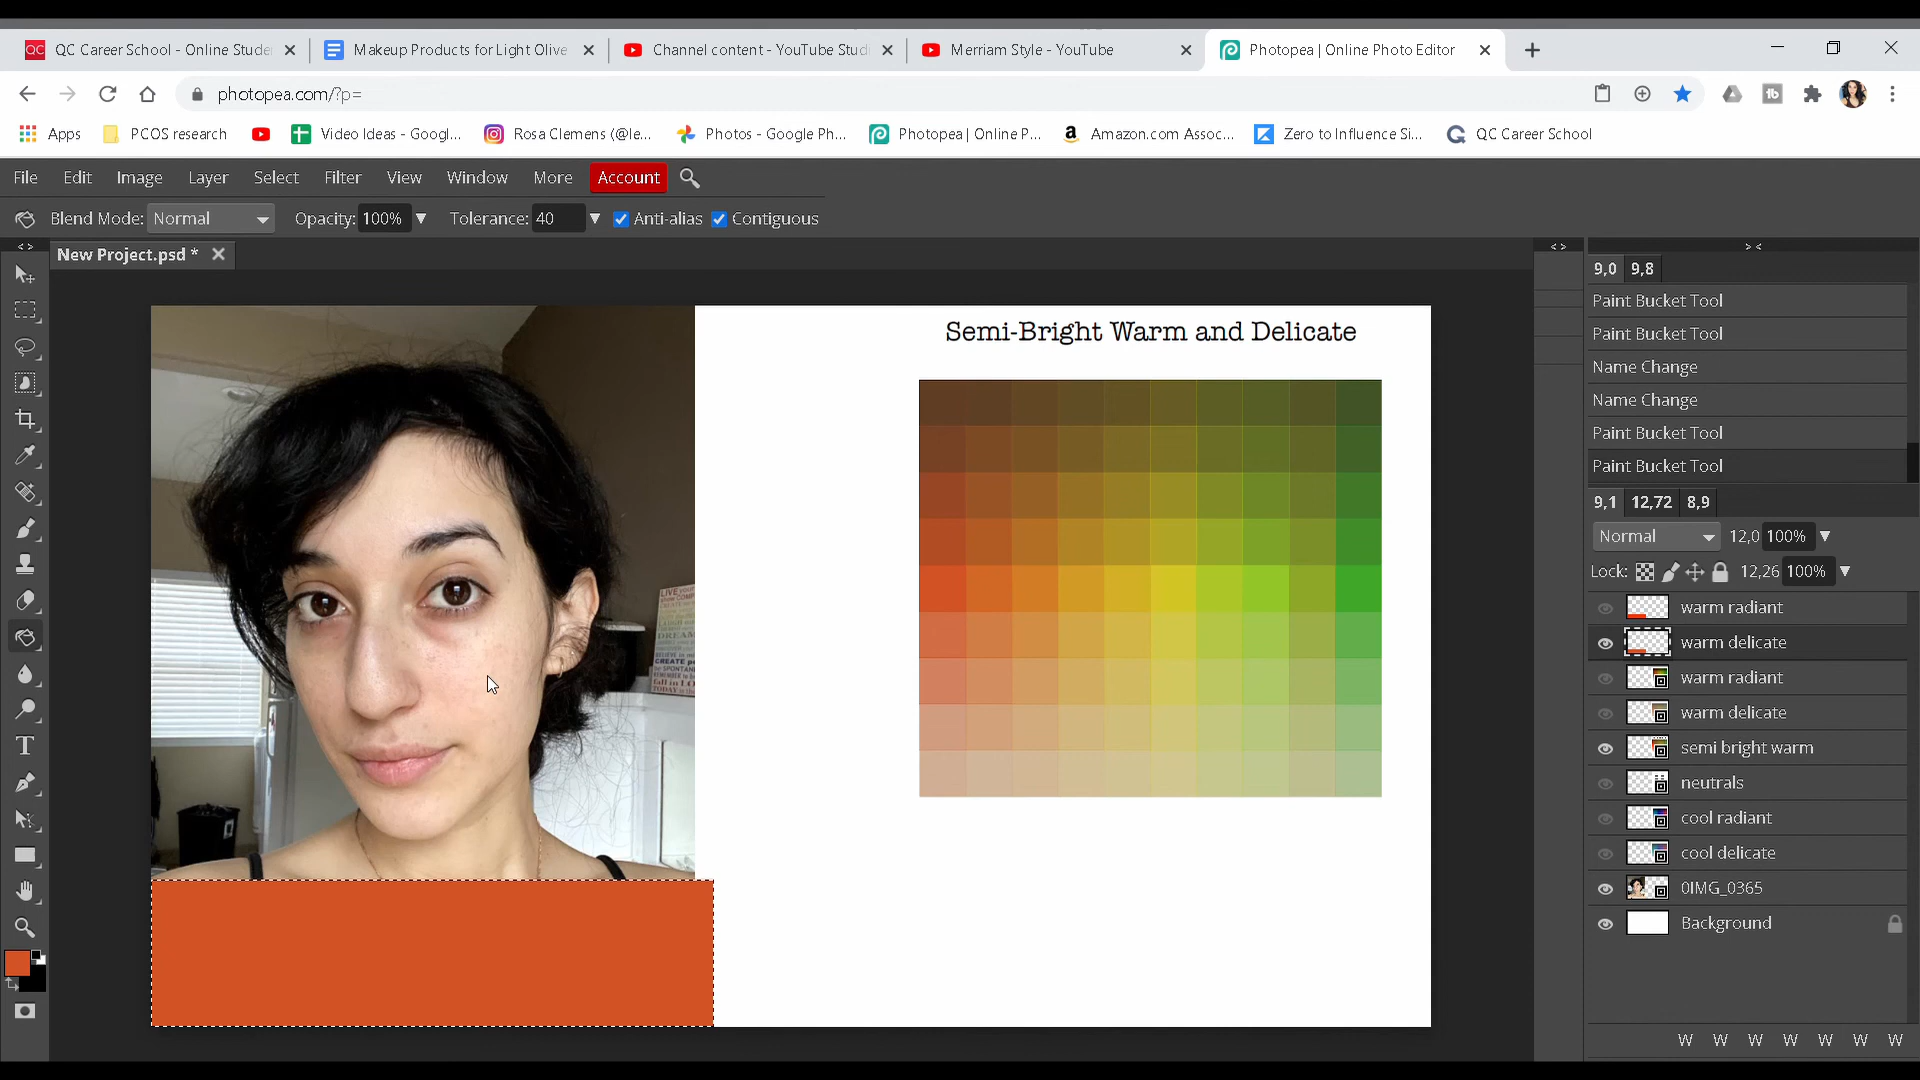 QC Career School - Online Stude
Makeup Products for Light Olive
Channel content - YouTube Studi
Merriam Style - YouTube
Photopea | Online Photo Editor
photopea.com/?p=
Apps
PCOS research
Video Ideas - Googl...
Rosa Clemens (@le...
Photos - Google Ph...
Photopea | Online P...
Amazon.com Assoc...
Zero to Influence Si...
QC Career School
File Edit Image Layer Select Filter View Window More Account
Blend Mode: Normal Opacity: 100% Tolerance: 40 Anti-alias Contiguous
New Project.psd *
Semi-Bright Warm and Delicate
9,0 9,8
Paint Bucket Tool
Paint Bucket Tool
Name Change
Name Change
Paint Bucket Tool
Paint Bucket Tool
9,1 12,72 8,9
Normal 12,0 100%
Lock: 12,26 100%
warm radiant
warm delicate
warm radiant
warm delicate
semi bright warm
neutrals
cool radiant
cool delicate
0IMG_0365
Background
W W W W W W W